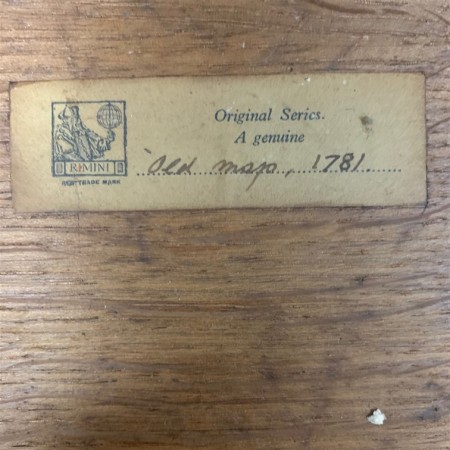 Original Series.
A genuine
Old map, 1781.
RIMINI
REGD TRADE MARK